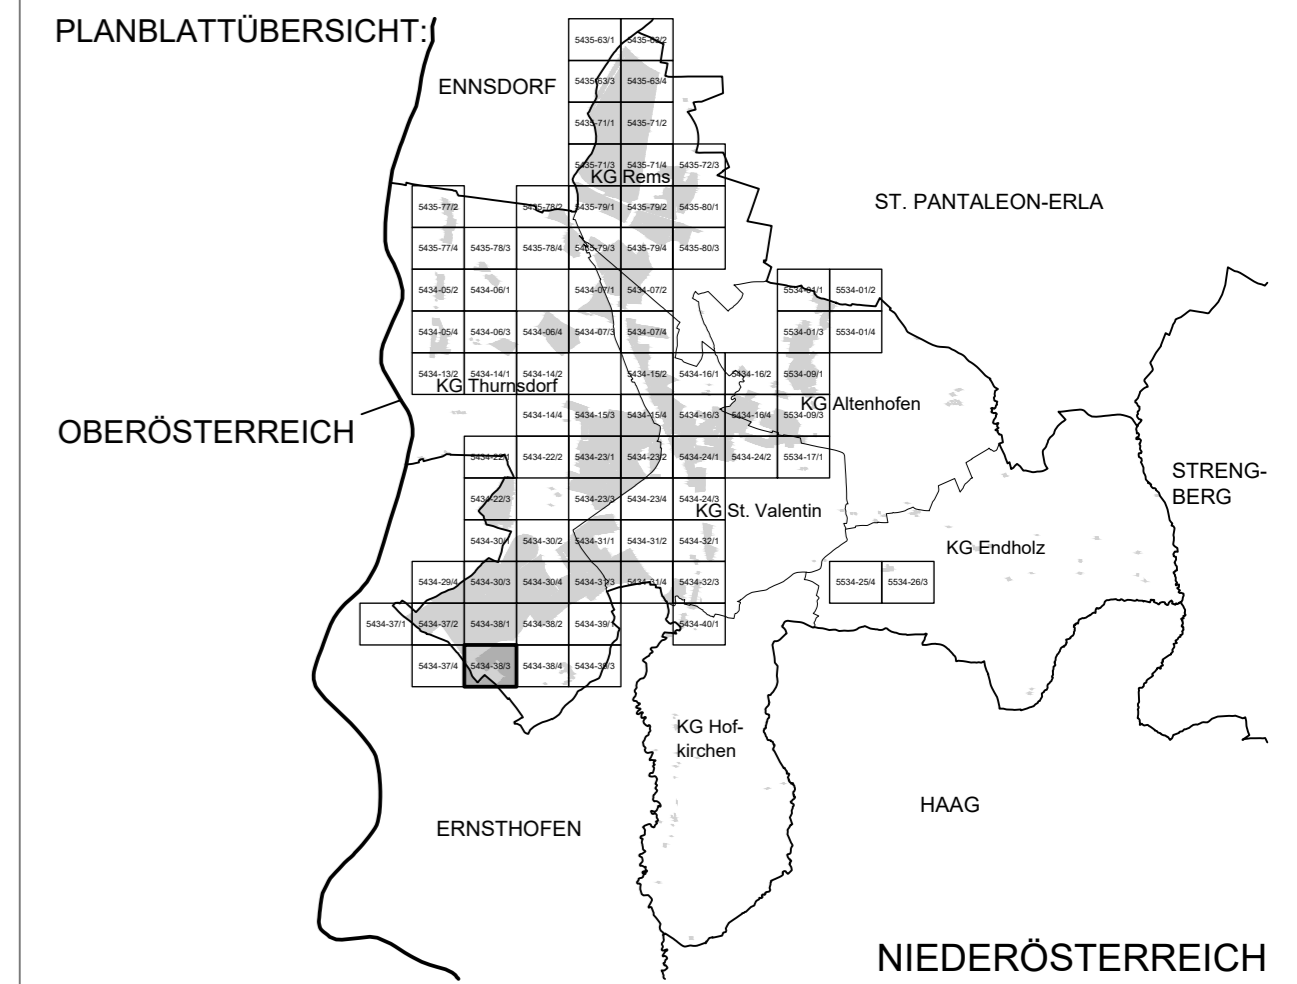 PLANBLATTÜBERSICHT:
5435-63/1 5435-63/2
ENNSDORF
5435-63/3 5435-63/4
5435-71/1 5435-71/2
5435-71/3 5435-71/4 5435-72/3
KG Rems
ST. PANTALEON-ERLA
5435-77/2 5435-78/2 5435-79/1 5435-79/2 5435-80/1
5435-77/4 5435-78/3 5435-78/4 5435-79/3 5435-79/4 5435-80/3
5434-05/2 5434-06/1 5434-07/1 5434-07/2 5534-01/1 5534-01/2
5434-05/4 5434-06/3 5434-06/4 5434-07/3 5434-07/4 5534-01/3 5534-01/4
5434-13/2 5434-14/1 5434-14/2 5434-15/2 5434-16/1 5434-16/2 5534-09/1
KG Thurnsdorf
KG Altenhofen
5434-14/4 5434-15/3 5434-15/4 5434-16/3 5434-16/4 5534-09/3
OBERÖSTERREICH
5434-22/1 5434-22/2 5434-23/1 5434-23/2 5434-24/1 5434-24/2 5534-17/1
STRENG-
BERG
5434-22/3 5434-23/3 5434-23/4 5434-24/3
KG St. Valentin
5434-30/1 5434-30/2 5434-31/1 5434-31/2 5434-32/1
KG Endholz
5434-29/4 5434-30/3 5434-30/4 5434-31/3 5434-31/4 5434-32/3 5534-25/4 5534-26/3
5434-37/1 5434-37/2 5434-38/1 5434-38/2 5434-39/1 5434-40/1
5434-37/4 5434-38/3 5434-38/4 5434-39/3
KG Hof-
kirchen
HAAG
ERNSTHOFEN
NIEDERÖSTERREICH